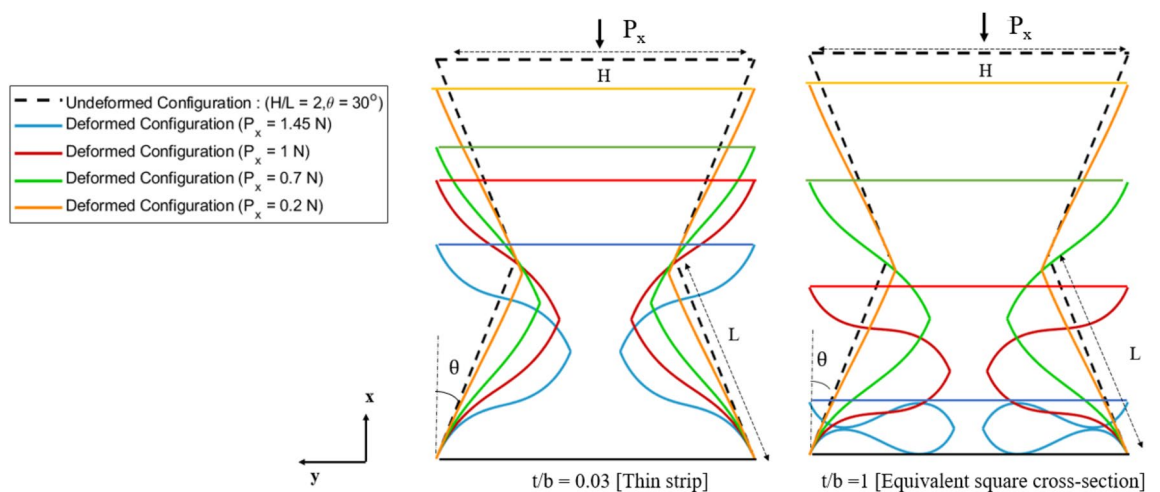 Undeformed Configuration : (H/L = 2,θ = 30°)
Deformed Configuration (Pₓ = 1.45 N)
Deformed Configuration (Pₓ = 1 N)
Deformed Configuration (Pₓ = 0.7 N)
Deformed Configuration (Pₓ = 0.2 N)
x
y
Pₓ
H
L
θ
t/b = 0.03 [Thin strip]
Pₓ
H
L
θ
t/b =1 [Equivalent square cross-section]